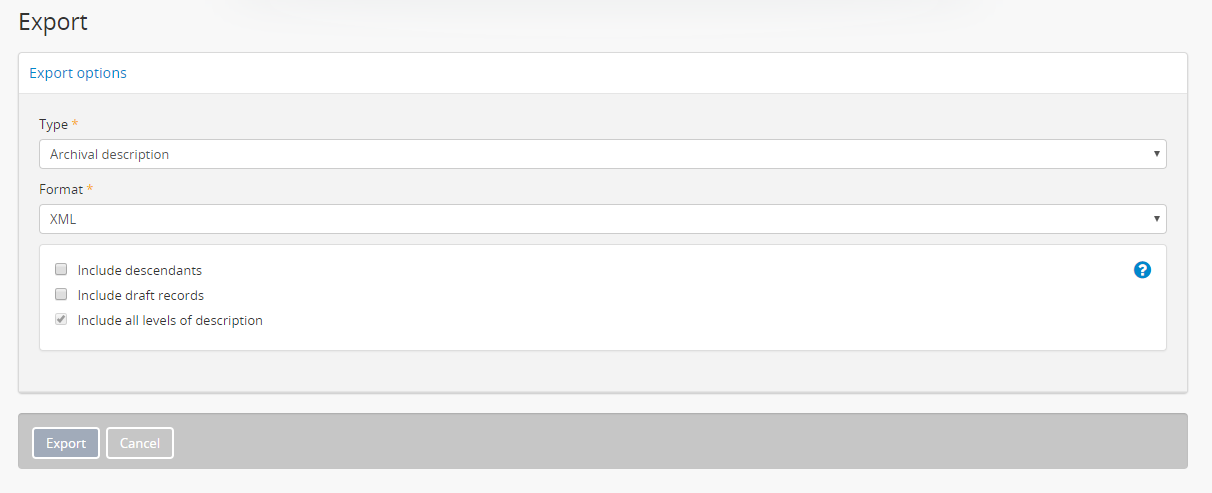 Export
Export options
Type *
Archival description
Format *
XML
Include descendants
?
Include draft records
Include all levels of description
Export
Cancel